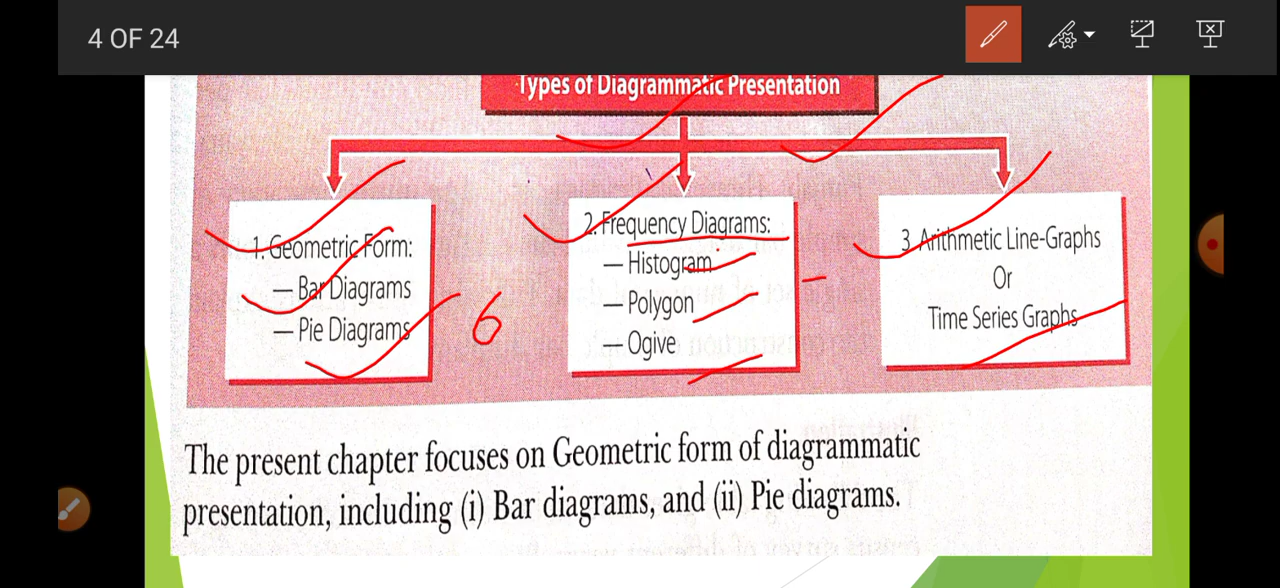 4 OF 24
Types of Diagrammatic Presentation
1. Geometric Form:
— Bar Diagrams
— Pie Diagrams
6
2. Frequency Diagrams:
— Histogram
— Polygon
— Ogive
3. Arithmetic Line-Graphs
Or
Time Series Graphs
The present chapter focuses on Geometric form of diagrammatic
presentation, including (i) Bar diagrams, and (ii) Pie diagrams.